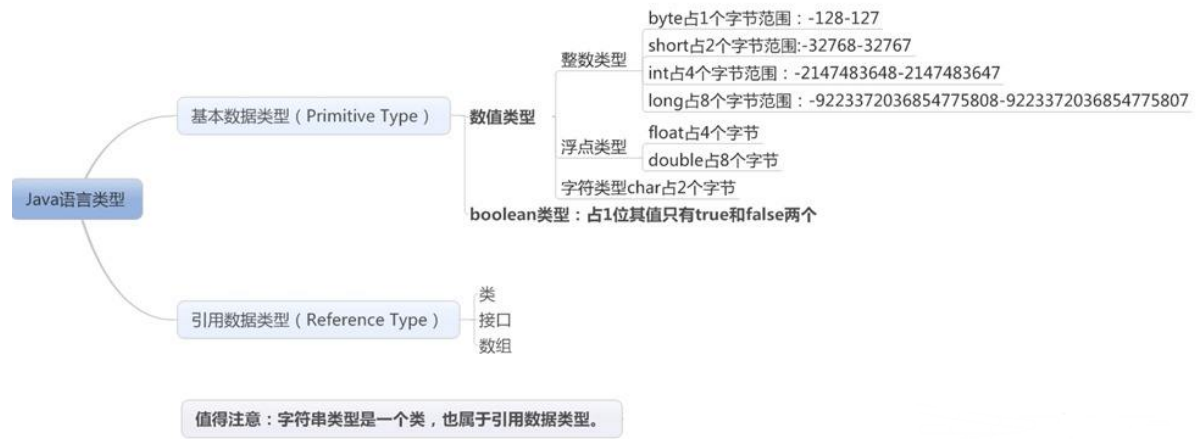 Java语言类型
基本数据类型（Primitive Type）
数值类型
整数类型
byte占1个字节范围：-128-127
short占2个字节范围:-32768-32767
int占4个字节范围：-2147483648-2147483647
long占8个字节范围：-9223372036854775808-9223372036854775807
浮点类型
float占4个字节
double占8个字节
字符类型char占2个字节
boolean类型：占1位其值只有true和false两个
引用数据类型（Reference Type）
类
接口
数组
值得注意：字符串类型是一个类，也属于引用数据类型。